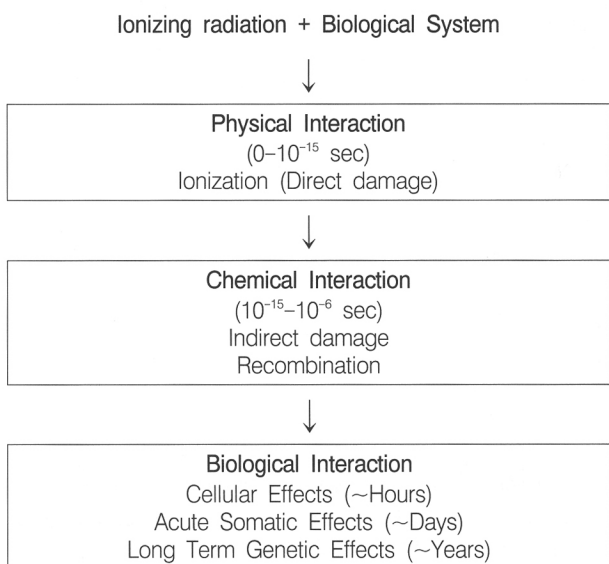 Ionizing radiation + Biological System
Physical Interaction
(0–10⁻¹⁵ sec)
Ionization (Direct damage)
Chemical Interaction
(10⁻¹⁵–10⁻⁶ sec)
Indirect damage
Recombination
Biological Interaction
Cellular Effects (~Hours)
Acute Somatic Effects (~Days)
Long Term Genetic Effects (~Years)